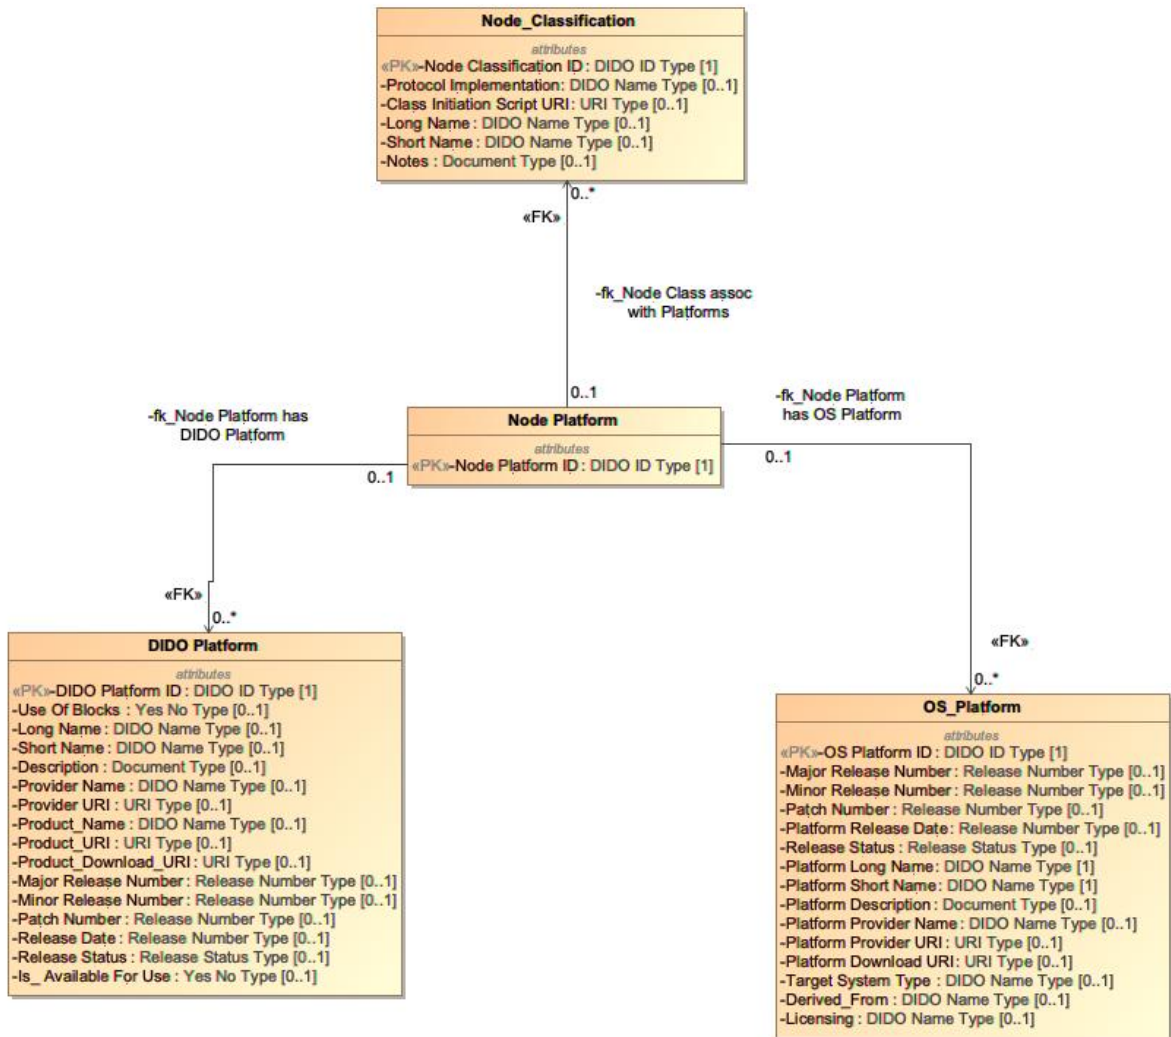 Node_Classification
attributes
«PK»-Node Classification ID : DIDO ID Type [1]
-Protocol Implementation: DIDO Name Type [0..1]
-Class Initiation Script URI : URI Type [0..1]
-Long Name : DIDO Name Type [0..1]
-Short Name : DIDO Name Type [0..1]
-Notes : Document Type [0..1]
0..*
«FK»
-fk_Node Class assoc
with Platforms
0..1
-fk_Node Platform has
DIDO Platform
-fk_Node Platform
has OS Platform
Node Platform
attributes
«PK»-Node Platform ID : DIDO ID Type [1]
0..1
0..1
«FK»
0..*
DIDO Platform
attributes
«PK»-DIDO Platform ID : DIDO ID Type [1]
-Use Of Blocks : Yes No Type [0..1]
-Long Name : DIDO Name Type [0..1]
-Short Name : DIDO Name Type [0..1]
-Description : Document Type [0..1]
-Provider Name : DIDO Name Type [0..1]
-Provider URI : URI Type [0..1]
-Product_Name : DIDO Name Type [0..1]
-Product_URI : URI Type [0..1]
-Product_Download_URI : URI Type [0..1]
-Major Release Number : Release Number Type [0..1]
-Minor Release Number : Release Number Type [0..1]
-Patch Number : Release Number Type [0..1]
-Release Date : Release Number Type [0..1]
-Release Status : Release Status Type [0..1]
-Is_ Available For Use : Yes No Type [0..1]
«FK»
0..*
OS_Platform
attributes
«PK»-OS Platform ID : DIDO ID Type [1]
-Major Release Number : Release Number Type [0..1]
-Minor Release Number : Release Number Type [0..1]
-Patch Number : Release Number Type [0..1]
-Platform Release Date : Release Number Type [0..1]
-Release Status : Release Status Type [0..1]
-Platform Long Name : DIDO Name Type [1]
-Platform Short Name : DIDO Name Type [1]
-Platform Description : Document Type [0..1]
-Platform Provider Name : DIDO Name Type [0..1]
-Platform Provider URI : URI Type [0..1]
-Platform Download URI : URI Type [0..1]
-Target System Type : DIDO Name Type [0..1]
-Derived_From : DIDO Name Type [0..1]
-Licensing : DIDO Name Type [0..1]